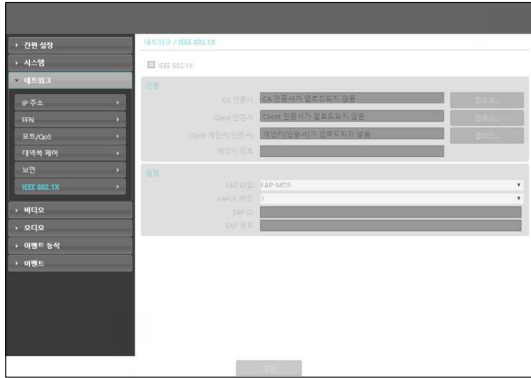 간편 설정
시스템
네트워크
IP 주소
FEN
포트/QoS
대역폭 제어
보안
IEEE 802.1X
비디오
오디오
이벤트 동작
이벤트
네트워크 / IEEE 802.1X
IEEE 802.1X
인증
CA 인증서 CA 인증서가 업로드되지 않음 업로드...
Client 인증서 Client 인증서가 업로드되지 않음 업로드...
Client 개인키(인증서) 개인키(인증서)가 업로드되지 않음 업로드...
개인키 암호
설정
EAP 타입 EAP-MD5
EAPOL 버전 1
EAP ID
EAP 암호
저장